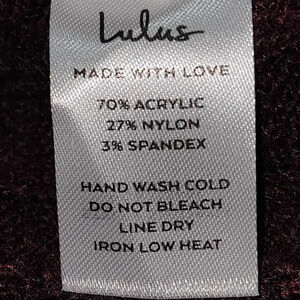 Lulus
MADE WITH LOVE
70% ACRYLIC
27% NYLON
3% SPANDEX
HAND WASH COLD
DO NOT BLEACH
LINE DRY
IRON LOW HEAT